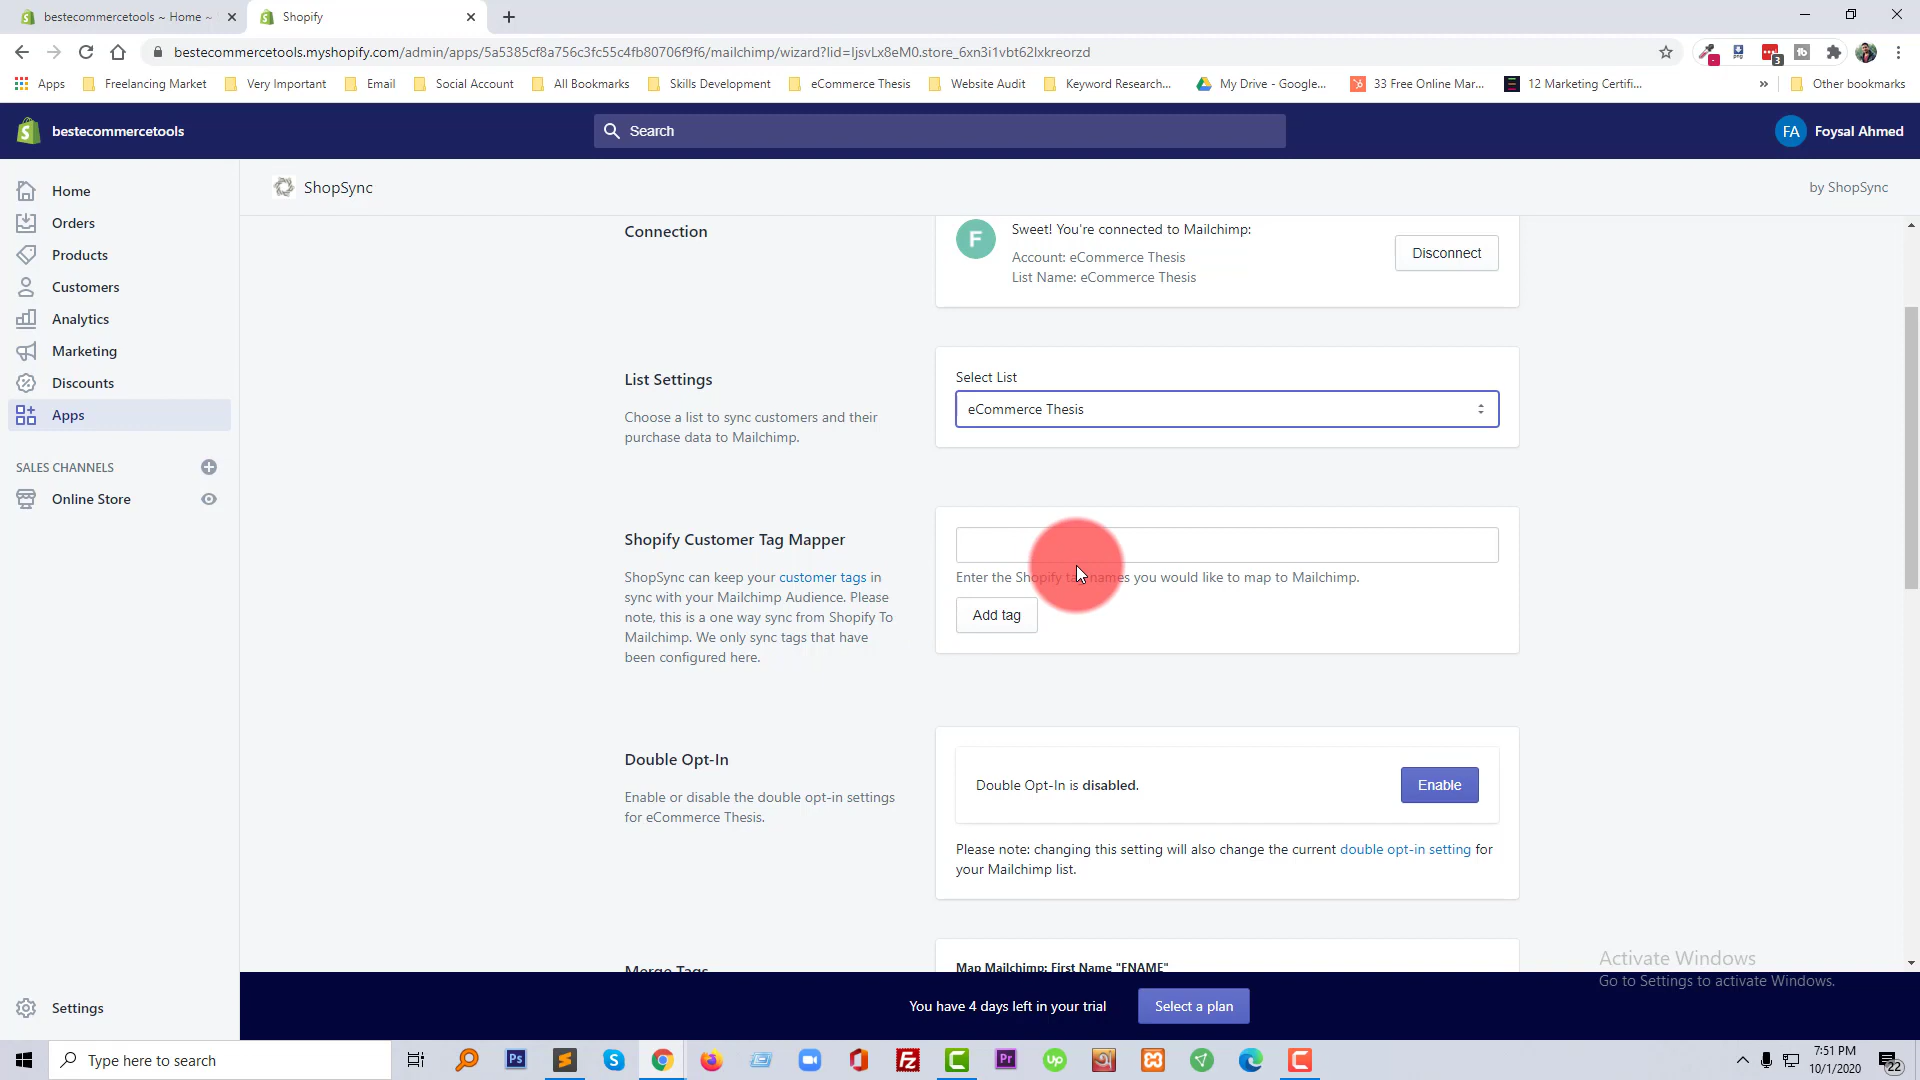 bestecommercetools ~ Home ~
Shopify
bestecommercetools.myshopify.com/admin/apps/5a5385cf8a756c3fc55c4fb80706f9f6/mailchimp/wizard?lid=ljsvLx8eM0.store_6xn3i1vbt62lxkreorzd
3
Apps
Freelancing Market
Very Important
Email
Social Account
All Bookmarks
Skills Development
eCommerce Thesis
Website Audit
Keyword Research...
My Drive - Google...
33 Free Online Mar...
12 Marketing Certifi...
»
Other bookmarks
bestecommercetools
Search
FA
Foysal Ahmed
Home
Orders
Products
Customers
Analytics
Marketing
Discounts
Apps
SALES CHANNELS
Online Store
Settings
ShopSync
by ShopSync
Connection
F
Sweet! You're connected to Mailchimp:
Account: eCommerce Thesis
List Name: eCommerce Thesis
Disconnect
List Settings
Choose a list to sync customers and their
purchase data to Mailchimp.
Select List
eCommerce Thesis
Shopify Customer Tag Mapper
ShopSync can keep your customer tags in
sync with your Mailchimp Audience. Please
note, this is a one way sync from Shopify To
Mailchimp. We only sync tags that have
been configured here.
Enter the Shopify tag names you would like to map to Mailchimp.
Add tag
Double Opt-In
Enable or disable the double opt-in settings
for eCommerce Thesis.
Double Opt-In is disabled.
Enable
Please note: changing this setting will also change the current double opt-in setting for
your Mailchimp list.
Merge Tags
Map Mailchimp: First Name "FNAME"
Activate Windows
Go to Settings to activate Windows.
You have 4 days left in your trial
Select a plan
Type here to search
Ps
Pr
up
7:51 PM
10/1/2020
22